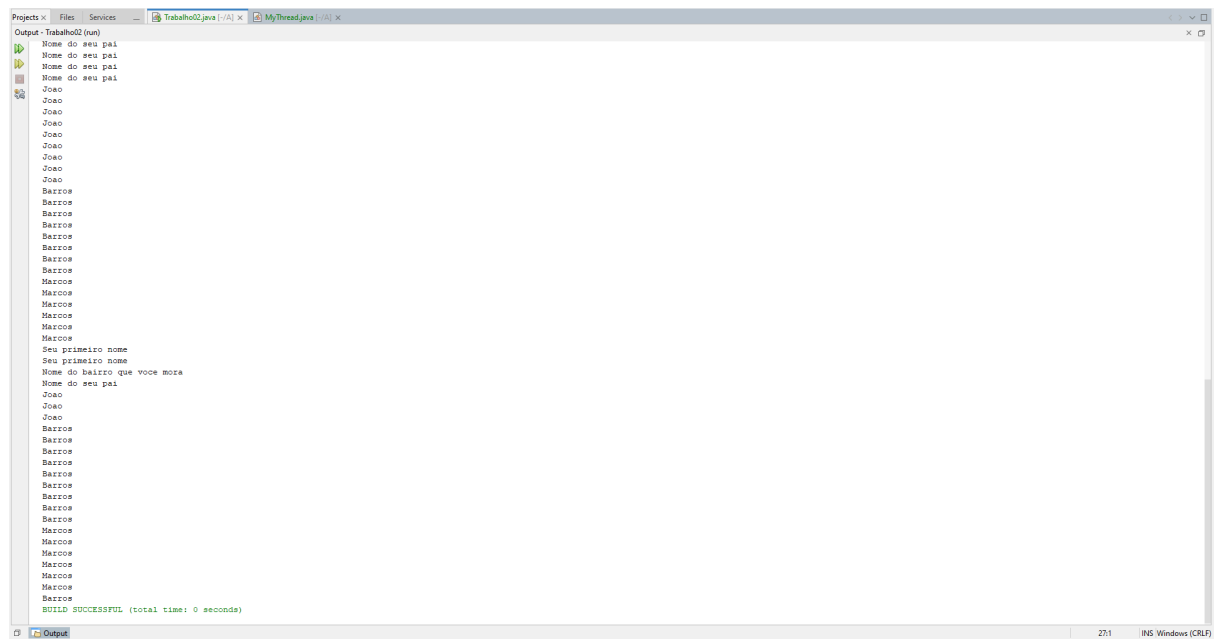 Projects × Files Services Trabalho02.java [-/A] × MyThread.java [-/A] ×
Output - Trabalho02 (run)
Nome do seu pai
Nome do seu pai
Nome do seu pai
Nome do seu pai
Joao
Joao
Joao
Joao
Joao
Joao
Joao
Joao
Joao
Barros
Barros
Barros
Barros
Barros
Barros
Barros
Barros
Marcos
Marcos
Marcos
Marcos
Marcos
Marcos
Seu primeiro nome
Seu primeiro nome
Nome do bairro que voce mora
Nome do seu pai
Joao
Joao
Joao
Barros
Barros
Barros
Barros
Barros
Barros
Barros
Barros
Barros
Marcos
Marcos
Marcos
Marcos
Marcos
Marcos
Barros
BUILD SUCCESSFUL (total time: 0 seconds)
Output 27:1 INS Windows (CRLF)